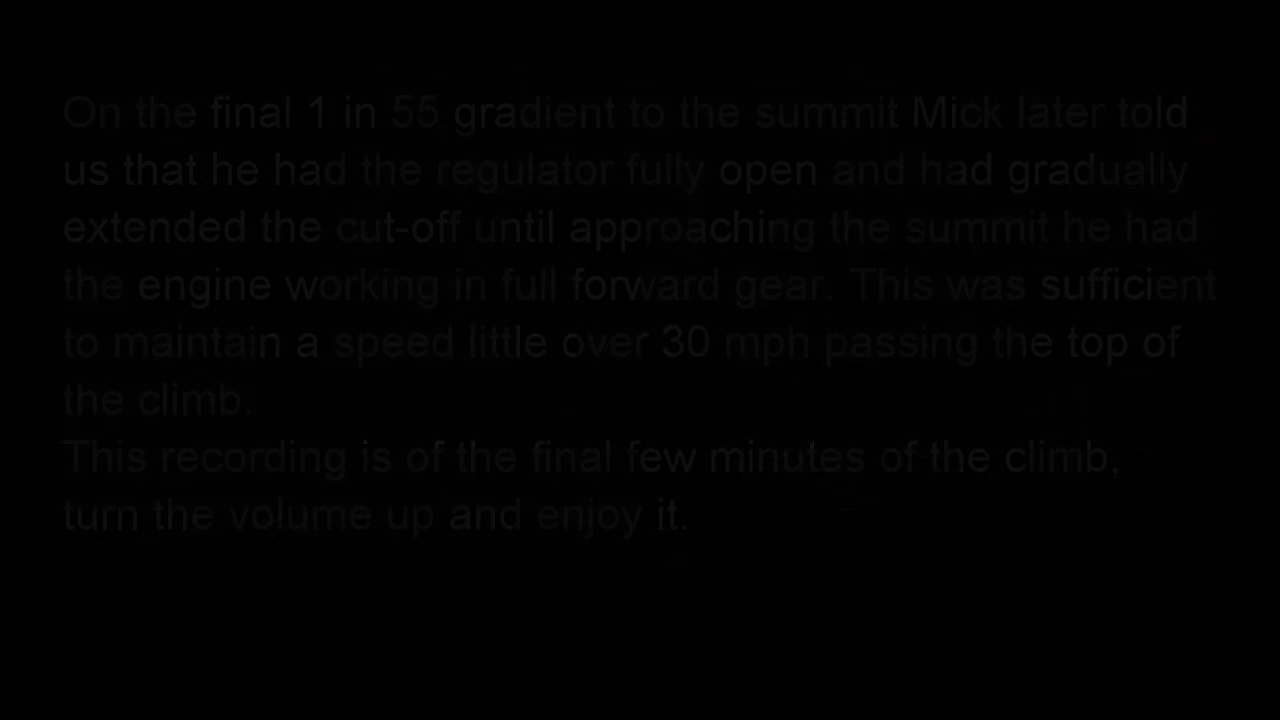 On the final 1 in 55 gradient to the summit Mick later told
us that he had the regulator fully open and had gradually
extended the cut-off until approaching the summit he had
the engine working in full forward gear. This was sufficient
to maintain a speed little over 30 mph passing the top of
the climb.
This recording is of the final few minutes of the climb,
turn the volume up and enjoy it.